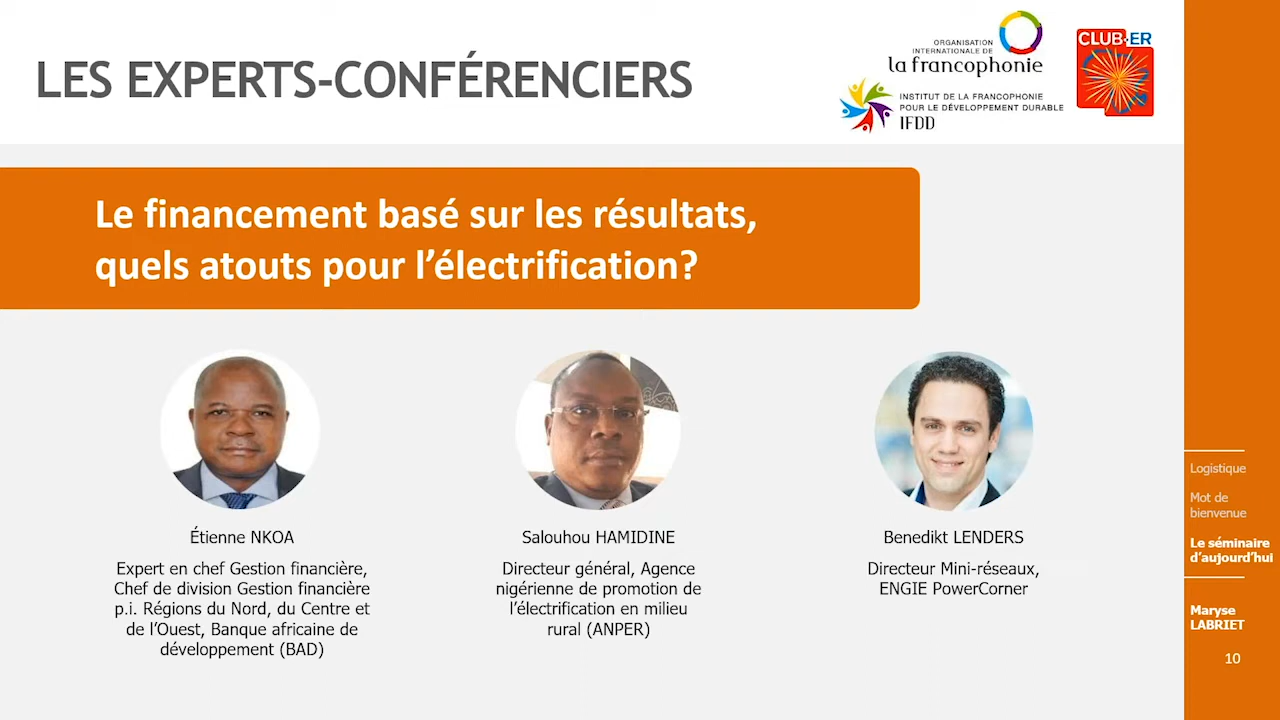 LES EXPERTS-CONFÉRENCIERS
ORGANISATION
INTERNATIONALE DE
la francophonie
INSTITUT DE LA FRANCOPHONIE
POUR LE DÉVELOPPEMENT DURABLE
IFDD
CLUB-ER
Le financement basé sur les résultats,
quels atouts pour l’électrification?
Étienne NKOA
Expert en chef Gestion financière,
Chef de division Gestion financière
p.i. Régions du Nord, du Centre et
de l’Ouest, Banque africaine de
développement (BAD)
Salouhou HAMIDINE
Directeur général, Agence
nigérienne de promotion de
l’électrification en milieu
rural (ANPER)
Benedikt LENDERS
Directeur Mini-réseaux,
ENGIE PowerCorner
Logistique
Mot de
bienvenue
Le séminaire
d’aujourd’hui
Maryse
LABRIET
10